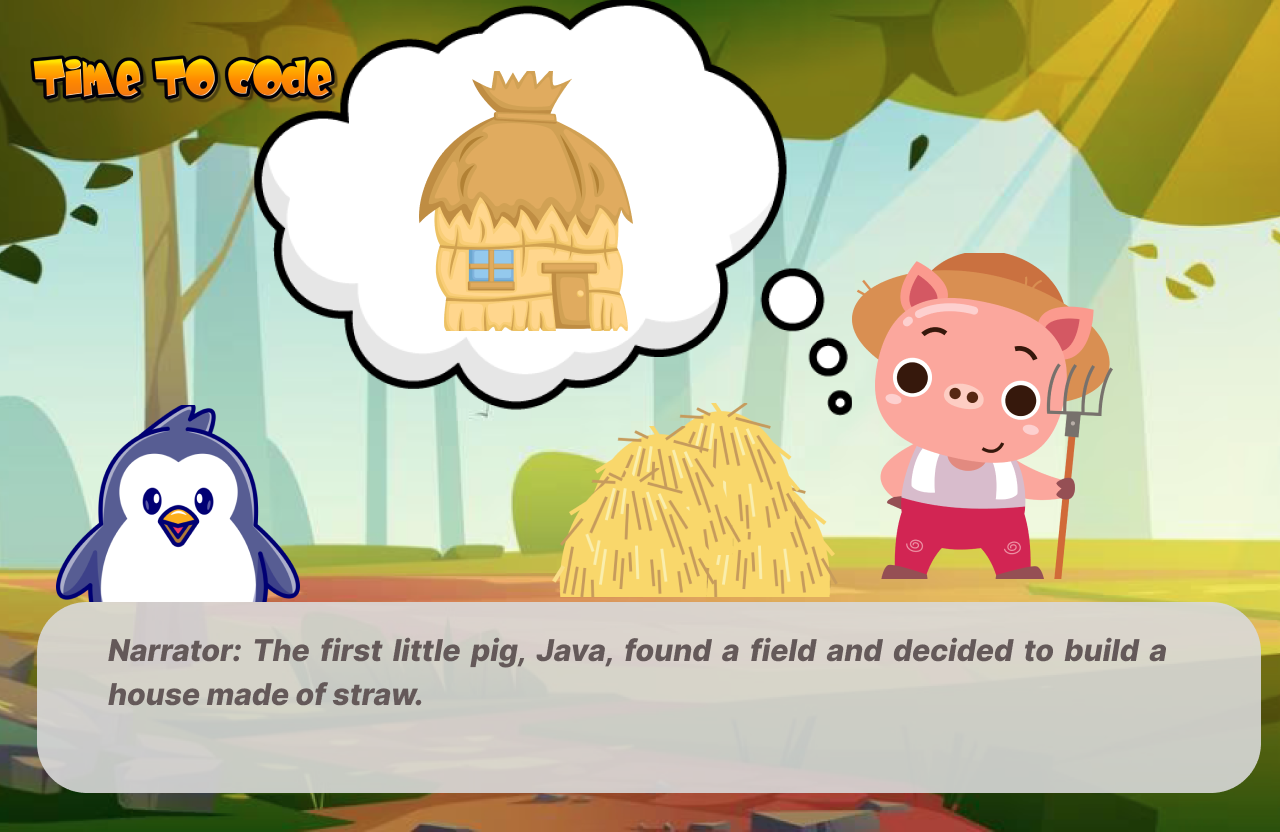 Time To Code
Narrator: The first little pig, Java, found a field and decided to build a
house made of straw.